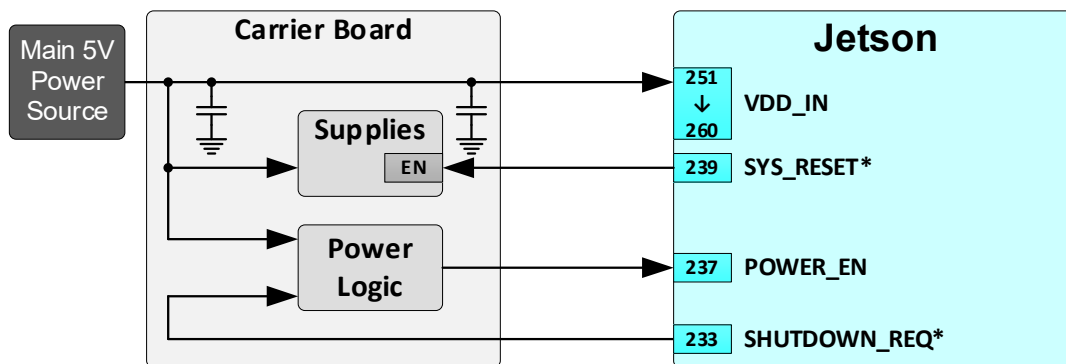 Main 5V
Power
Source
Carrier Board
Supplies
EN
Power
Logic
Jetson
251
↓
260
VDD_IN
239
SYS_RESET*
237
POWER_EN
233
SHUTDOWN_REQ*